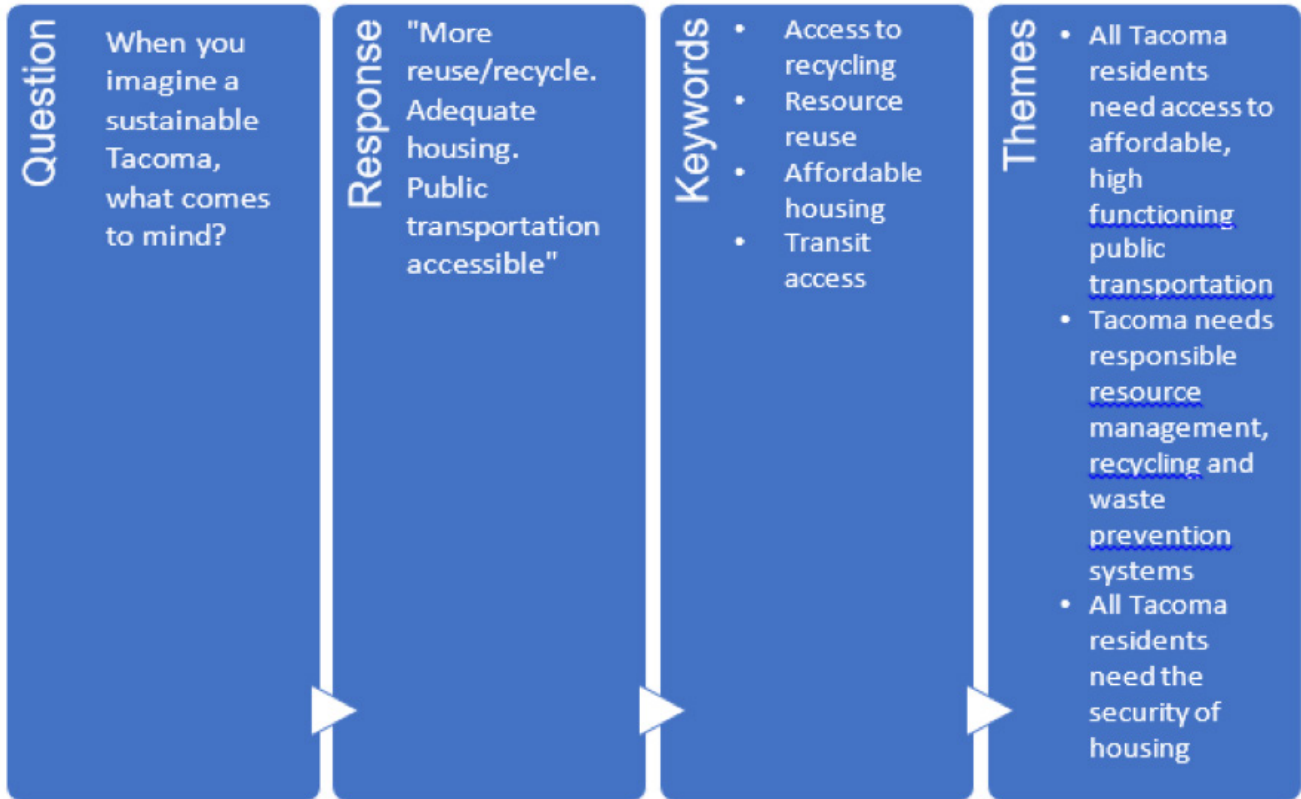 Question
When you
imagine a
sustainable
Tacoma,
what comes
to mind?
Response
"More
reuse/recycle.
Adequate
housing.
Public
transportation
accessible"
Keywords
• Access to
recycling
• Resource
reuse
• Affordable
housing
• Transit
access
Themes
• All Tacoma
residents
need access to
affordable,
high
functioning
public
transportation
• Tacoma needs
responsible
resource
management,
recycling and
waste
prevention
systems
• All Tacoma
residents
need the
security of
housing